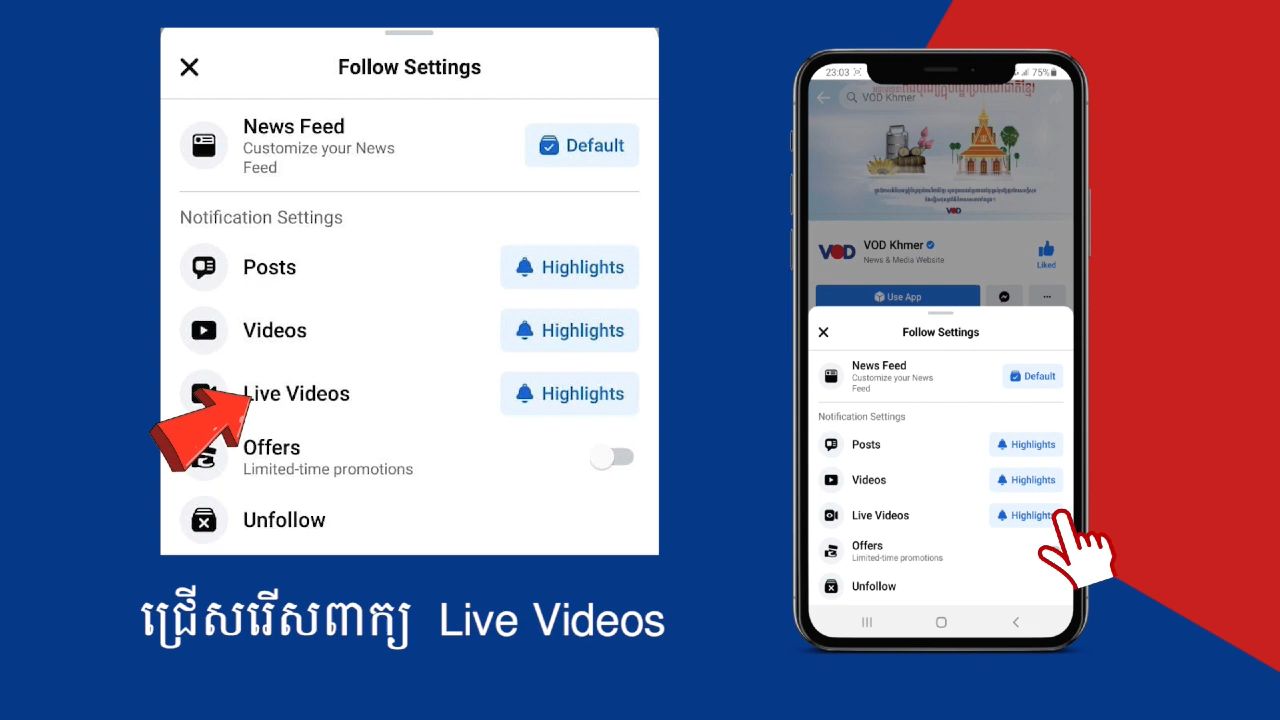 Follow Settings
News Feed
Customize your News
Feed
Default
Notification Settings
Posts
Highlights
Videos
Highlights
Live Videos
Highlights
Offers
Limited-time promotions
Unfollow
ជ្រើសរើសពាក្យ Live Videos
23:03
75%
VOD Khmer
VOD
VOD
VOD Khmer
News & Media Website
Liked
Use App
Follow Settings
News Feed
Customize your News
Feed
Default
Notification Settings
Posts
Highlights
Videos
Highlights
Live Videos
Highlights
Offers
Limited-time promotions
Unfollow